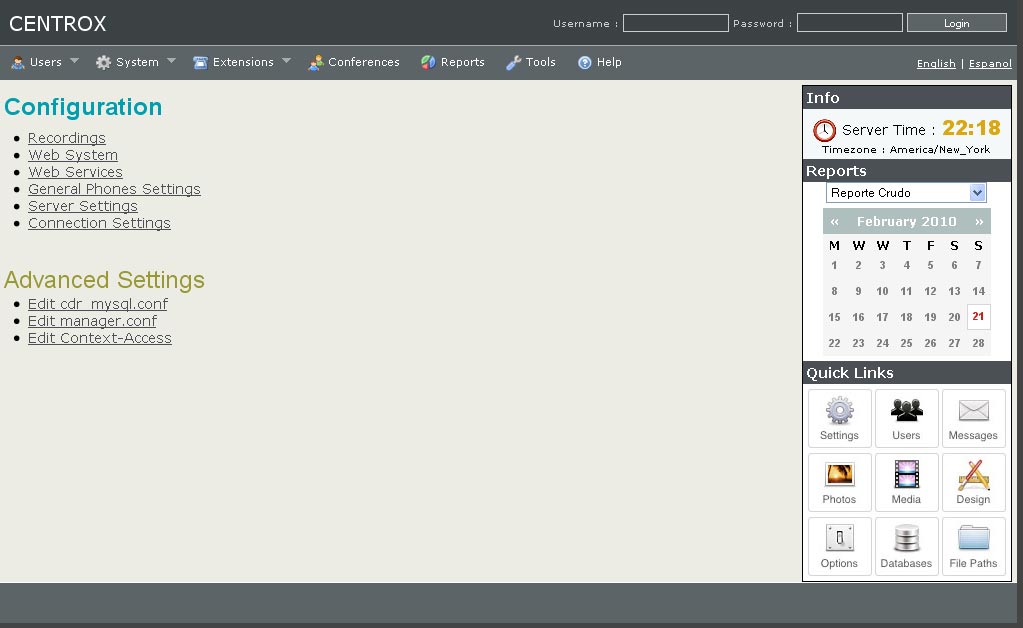 CENTROX
Username : Password : Login
Users System Extensions Conferences Reports Tools Help English | Espanol
Configuration
Recordings
Web System
Web Services
General Phones Settings
Server Settings
Connection Settings
Advanced Settings
Edit cdr_mysql.conf
Edit manager.conf
Edit Context-Access
Info
Server Time : 22:18
Timezone : America/New_York
Reports
Reporte Crudo
« February 2010 »
M W W T F S S
1 2 3 4 5 6 7
8 9 10 11 12 13 14
15 16 17 18 19 20 21
22 23 24 25 26 27 28
Quick Links
Settings Users Messages
Photos Media Design
Options Databases File Paths